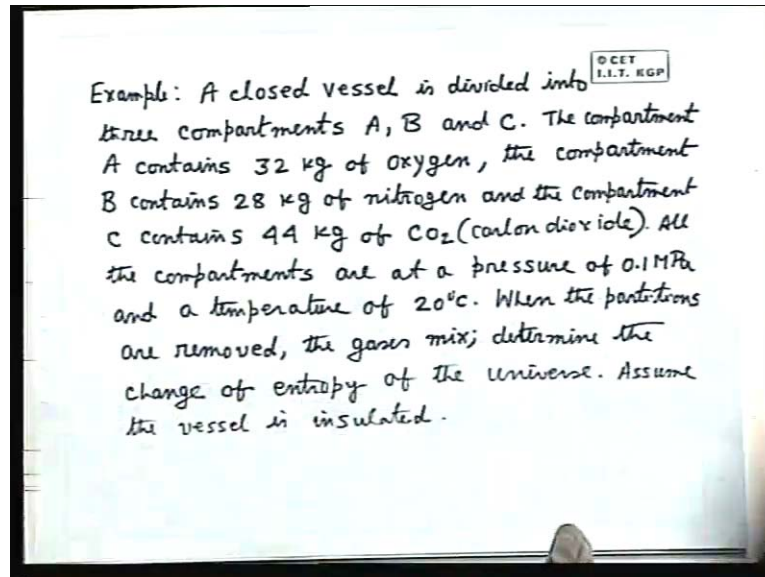 © CET
I.I.T. KGP
Example: A closed vessel is divided into
three compartments A, B and C. The compartment
A contains 32 kg of oxygen, the compartment
B contains 28 kg of nitrogen and the compartment
C contains 44 kg of CO₂ (carbon dioxide). All
the compartments are at a pressure of 0.1 MPa
and a temperature of 20°C. When the partitions
are removed, the gases mix; determine the
change of entropy of the universe. Assume
the vessel is insulated.